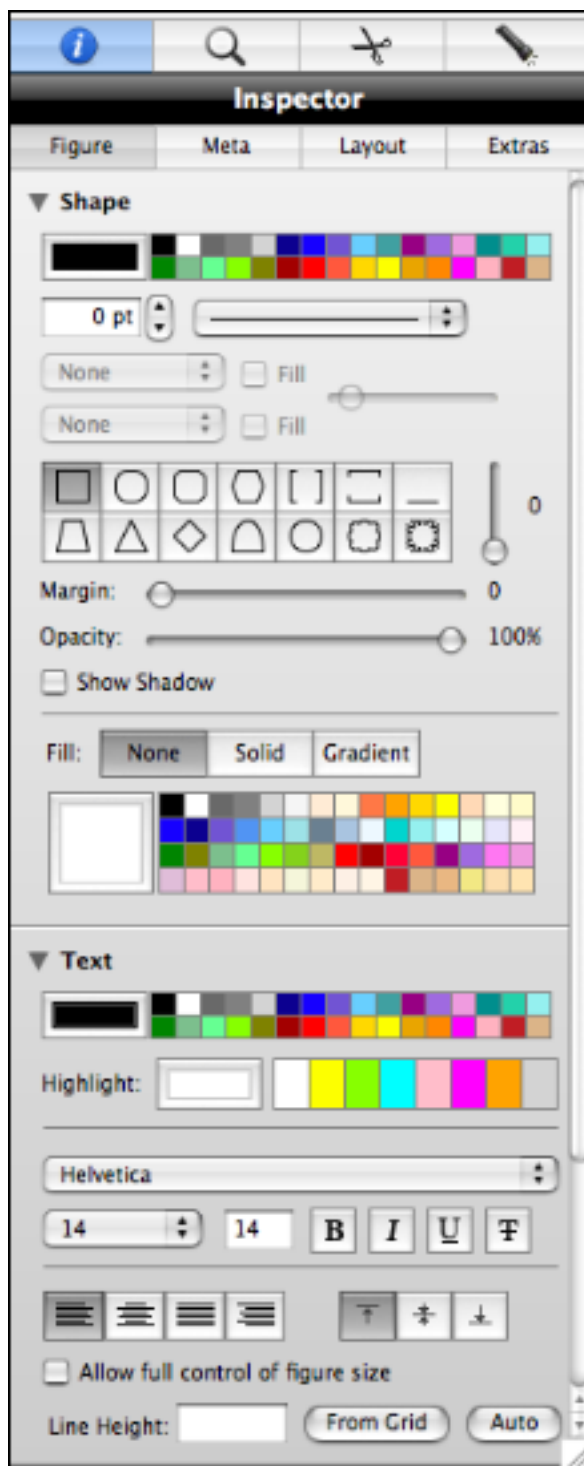 Inspector
Figure Meta Layout Extras
Shape
0 pt
None Fill
None Fill
0
Margin: 0
Opacity: 100%
Show Shadow
Fill: None Solid Gradient
Text
Highlight:
Helvetica
14 14 B I U T
Allow full control of figure size
Line Height: From Grid Auto